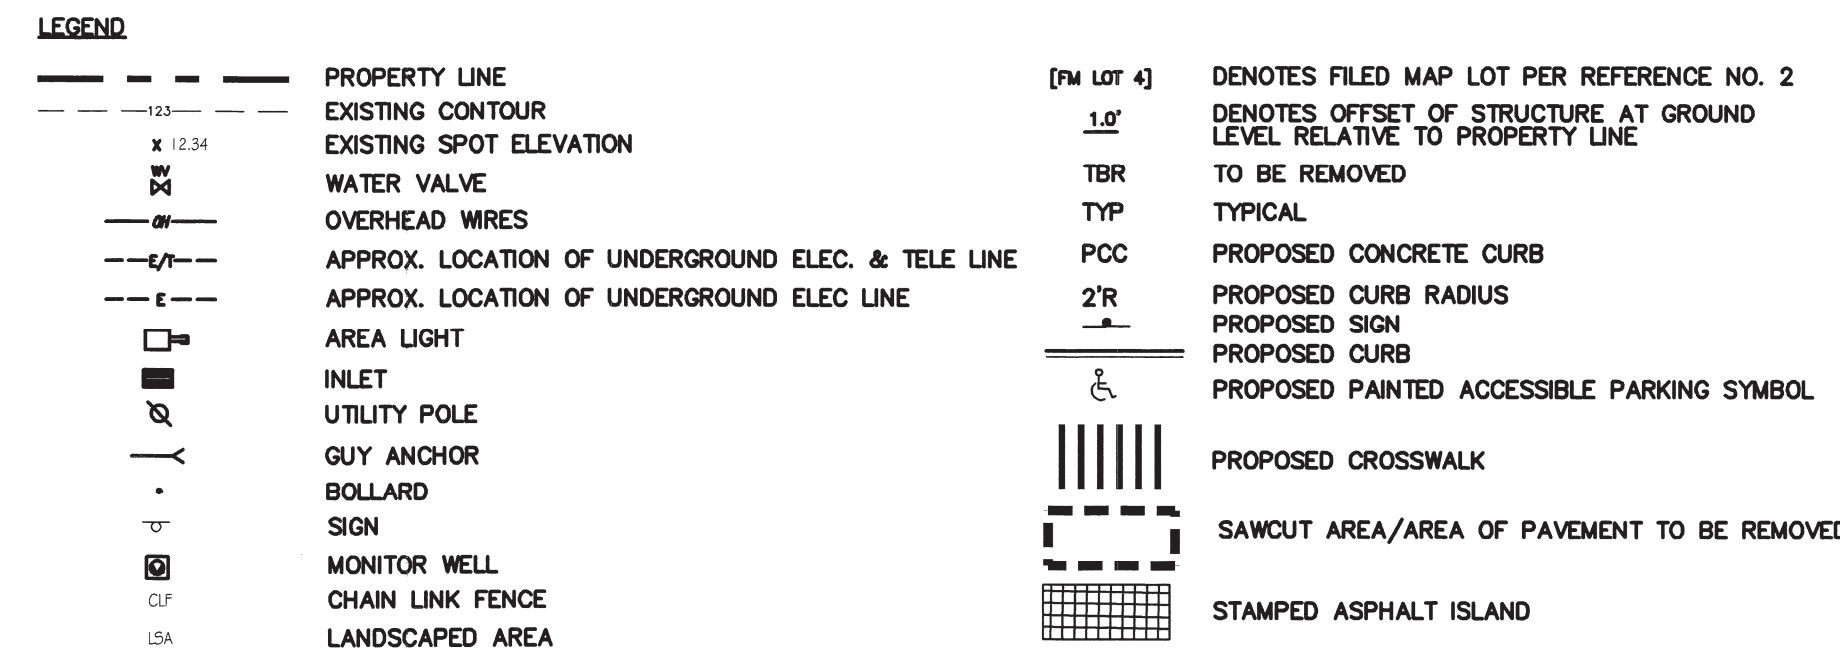 LEGEND
PROPERTY LINE
123 EXISTING CONTOUR
x 12.34 EXISTING SPOT ELEVATION
WV WATER VALVE
OH OVERHEAD WIRES
E/T APPROX. LOCATION OF UNDERGROUND ELEC. & TELE LINE
E APPROX. LOCATION OF UNDERGROUND ELEC LINE
AREA LIGHT
INLET
UTILITY POLE
GUY ANCHOR
BOLLARD
SIGN
MONITOR WELL
CLF CHAIN LINK FENCE
LSA LANDSCAPED AREA
[FM LOT 4] DENOTES FILED MAP LOT PER REFERENCE NO. 2
1.0' DENOTES OFFSET OF STRUCTURE AT GROUND
LEVEL RELATIVE TO PROPERTY LINE
TBR TO BE REMOVED
TYP TYPICAL
PCC PROPOSED CONCRETE CURB
2'R PROPOSED CURB RADIUS
PROPOSED SIGN
PROPOSED CURB
PROPOSED PAINTED ACCESSIBLE PARKING SYMBOL
PROPOSED CROSSWALK
SAWCUT AREA/AREA OF PAVEMENT TO BE REMOVED
STAMPED ASPHALT ISLAND